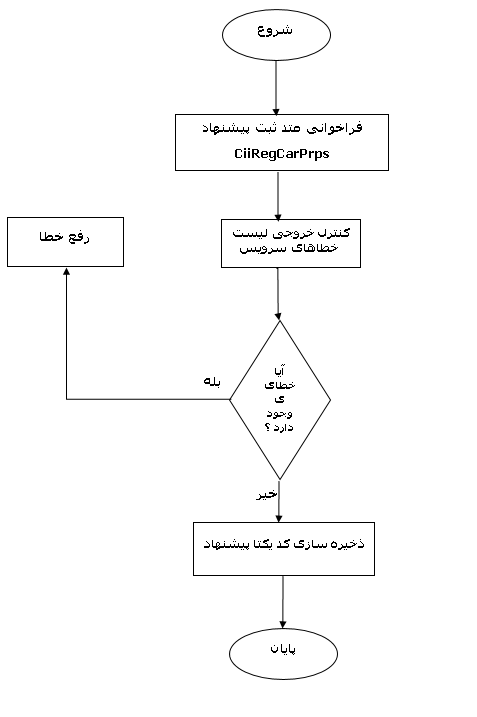 شروع
فراخوانی متد ثبت پیشنهاد
CiiRegCarPrps
کنترل خروجی لیست
خطاهای سرویس
رفع خطا
آیا
خطای
ی
وجود
دارد ؟
بله
خیر
ذخیره سازی کد یکتا پیشنهاد
پایان